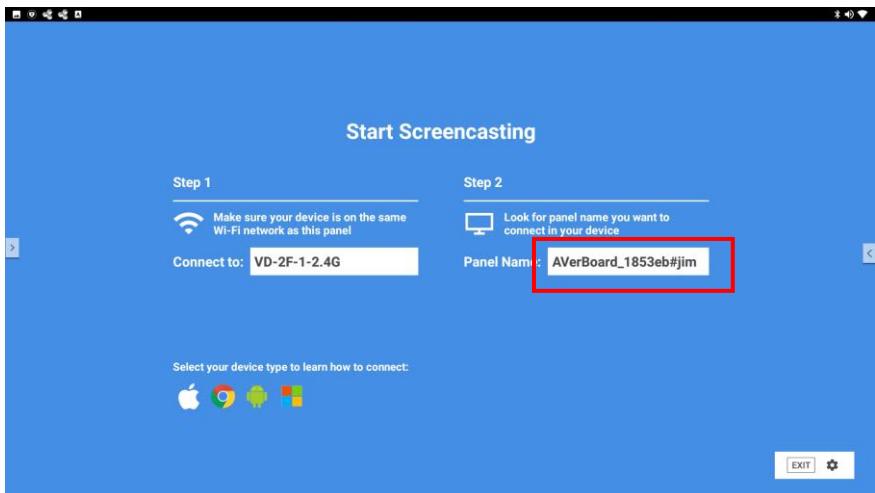 Start Screencasting
Step 1
Make sure your device is on the same
Wi-Fi network as this panel
Connect to: VD-2F-1-2.4G
Step 2
Look for panel name you want to
connect in your device
Panel Name: AVerBoard_1853eb#jim
Select your device type to learn how to connect:
EXIT